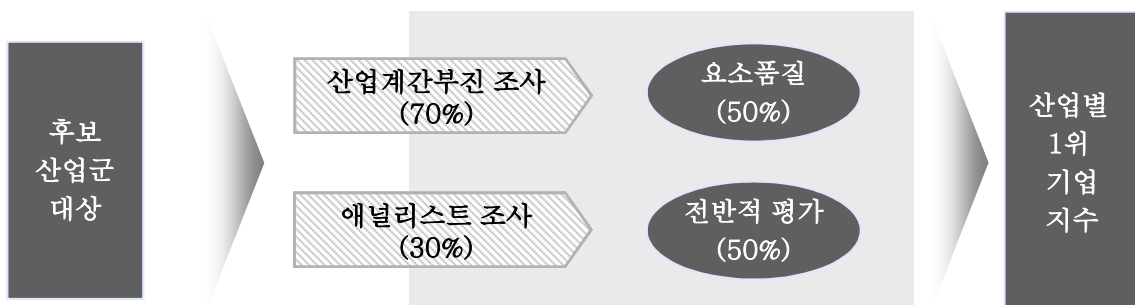 후보
산업군
대상
산업계간부진 조사
(70%)
애널리스트 조사
(30%)
요소품질
(50%)
전반적 평가
(50%)
산업별
1위
기업
지수